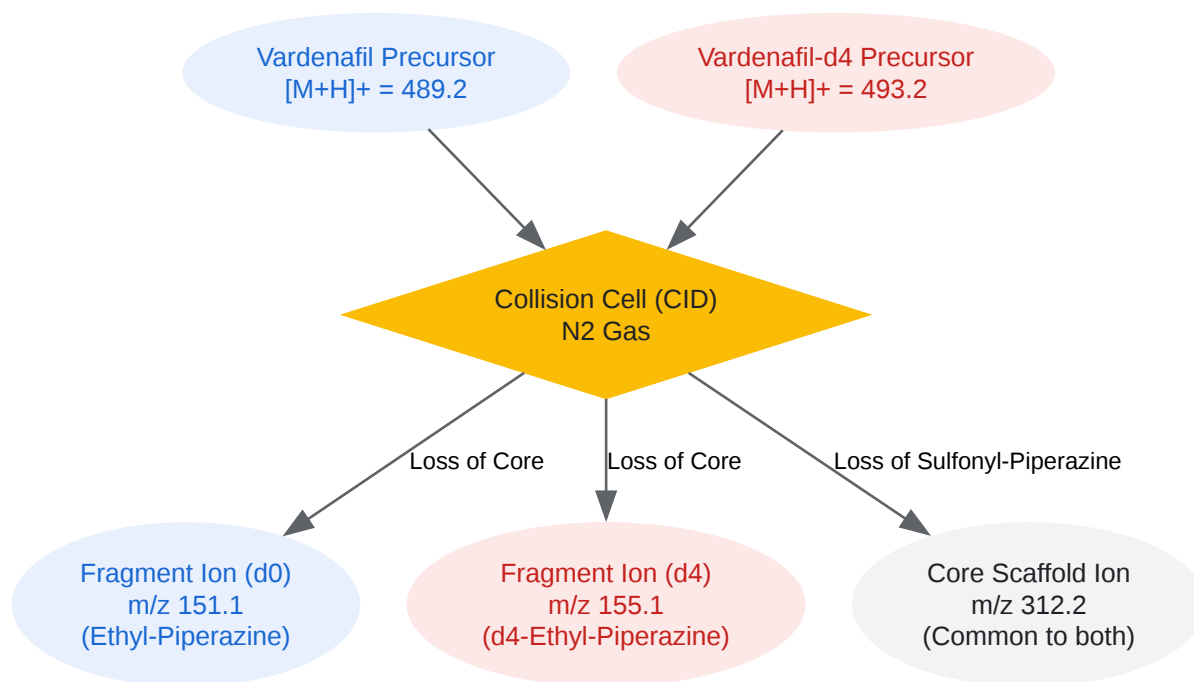 Vardenafil Precursor
[M+H]+ = 489.2
Vardenafil-d4 Precursor
[M+H]+ = 493.2
Collision Cell (CID)
N2 Gas
Loss of Core
Loss of Core
Loss of Sulfonyl-Piperazine
Fragment Ion (d0)
m/z 151.1
(Ethyl-Piperazine)
Fragment Ion (d4)
m/z 155.1
(d4-Ethyl-Piperazine)
Core Scaffold Ion
m/z 312.2
(Common to both)